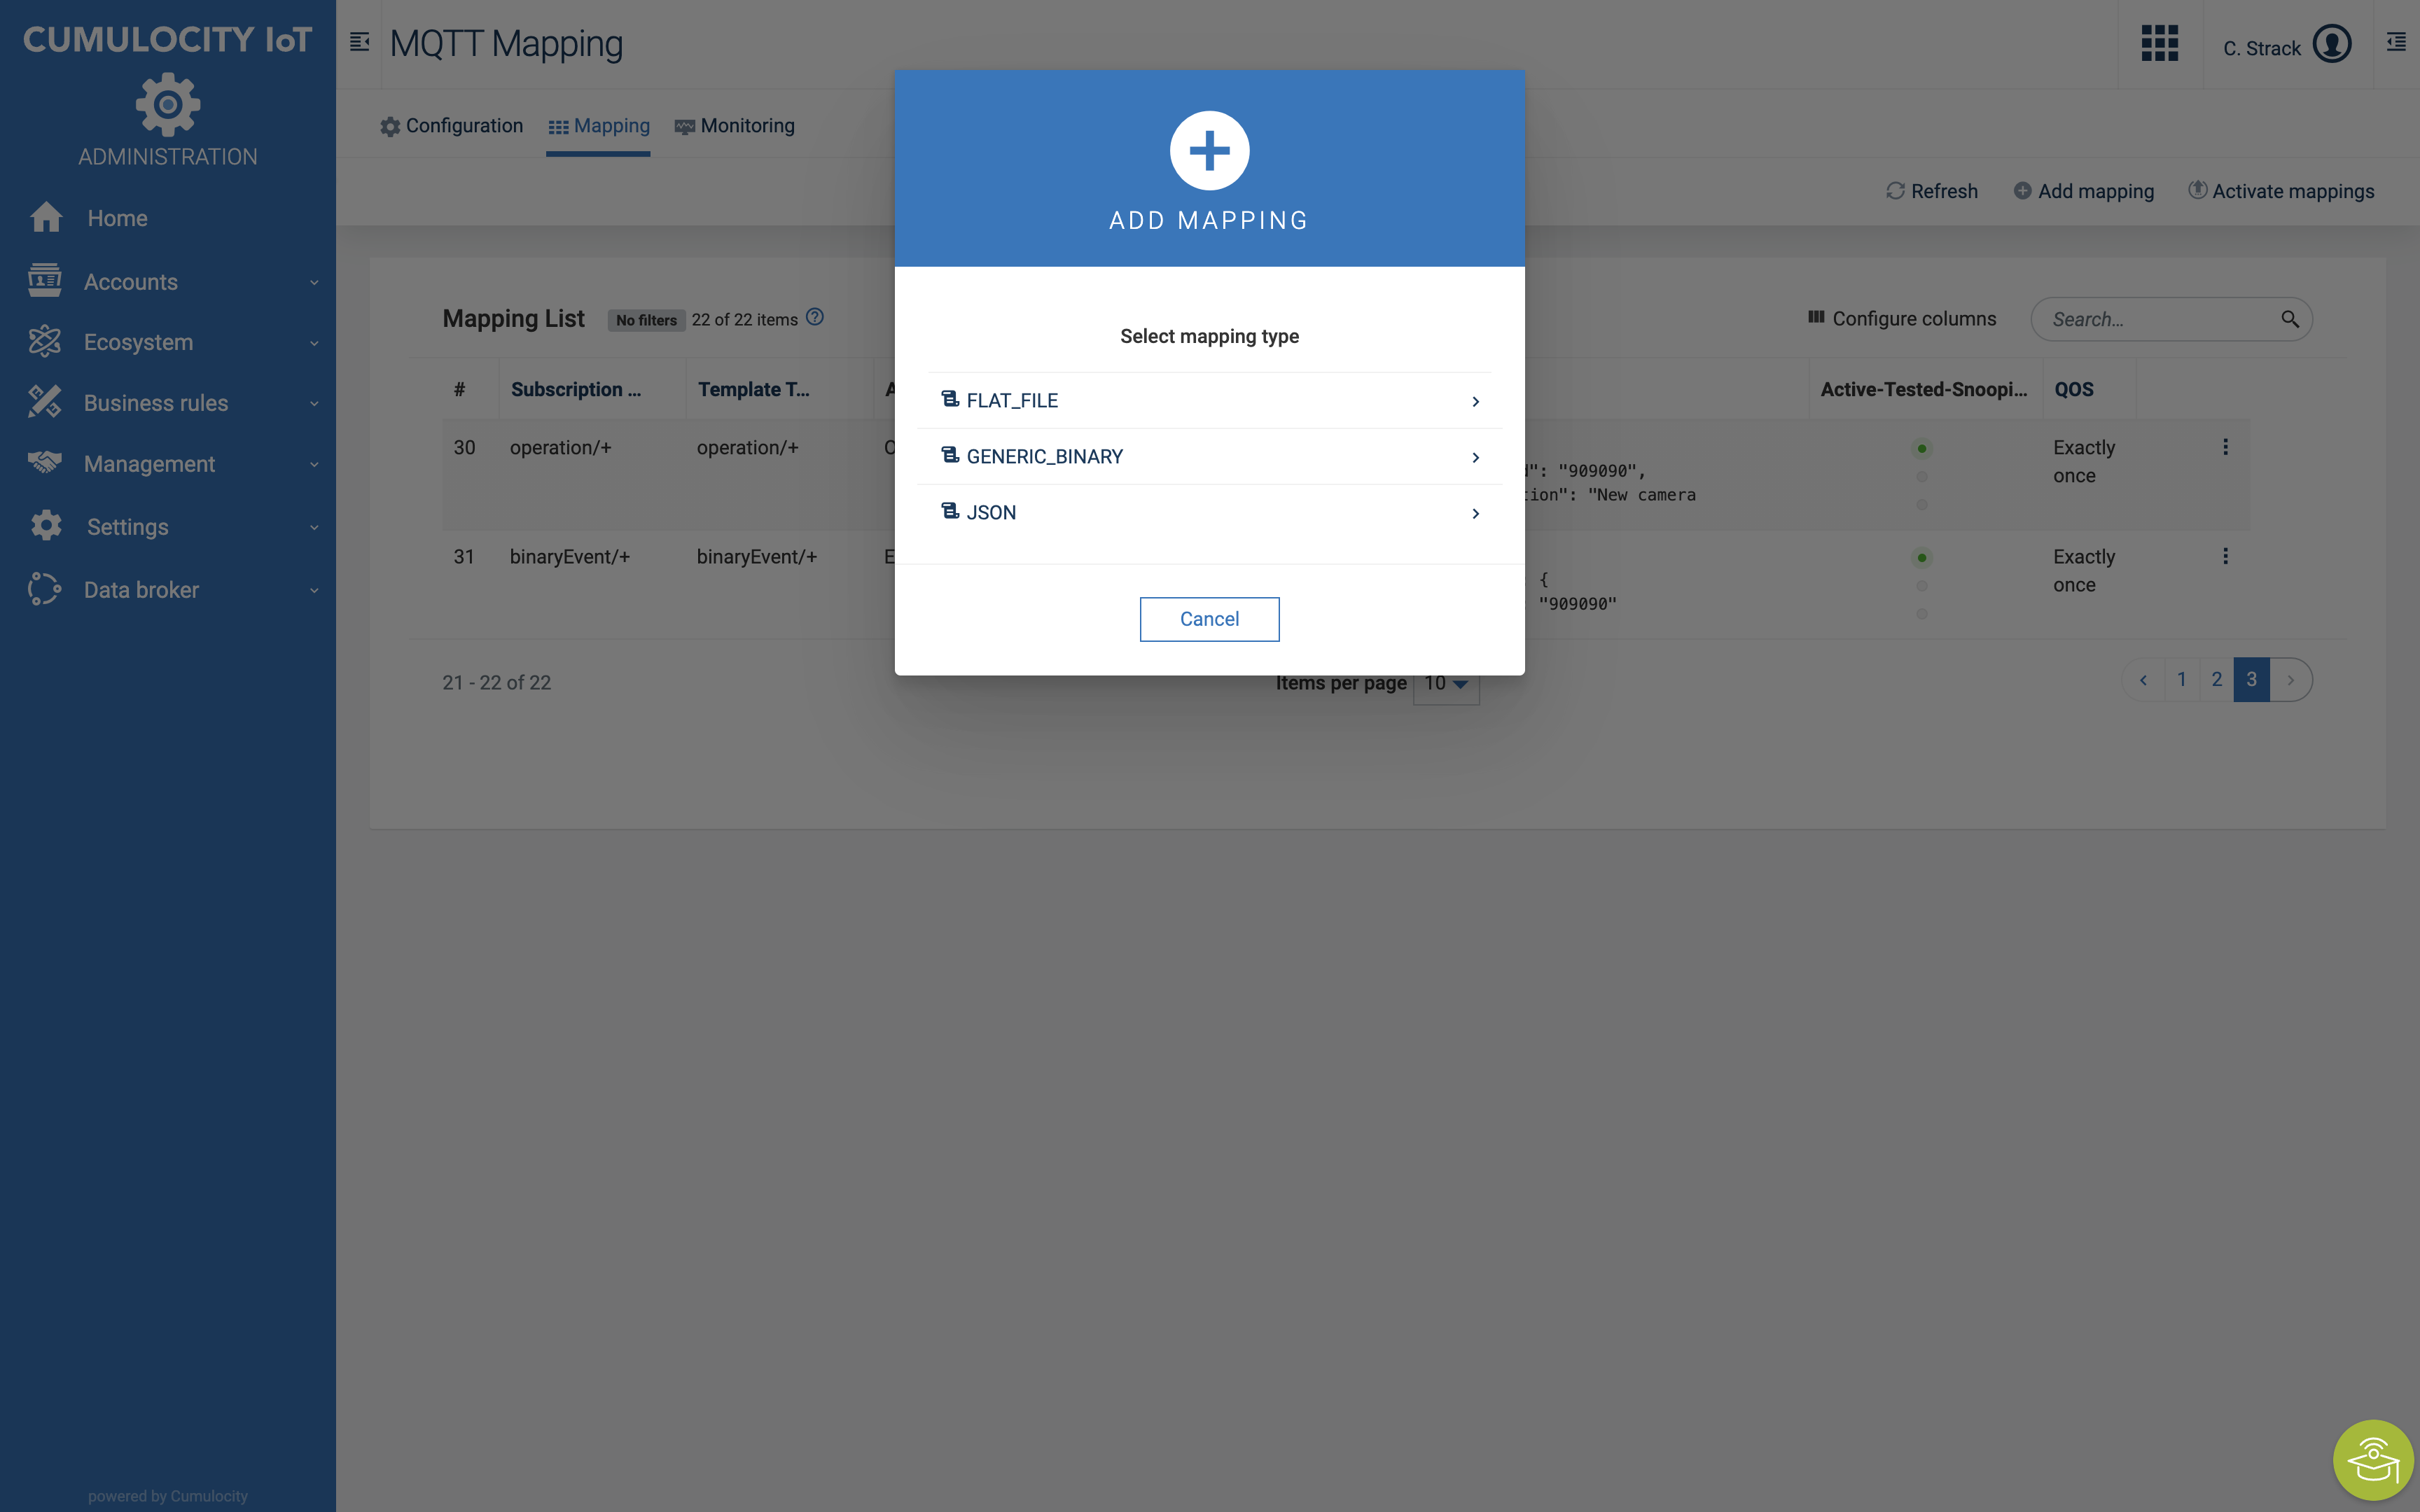 CUMULOCITY IoT
ADMINISTRATION
Home
Accounts
Ecosystem
Business rules
Management
Settings
Data broker
powered by Cumulocity
MQTT Mapping
C. Strack
Configuration Mapping Monitoring
Refresh Add mapping Activate mappings
Mapping List No filters 22 of 22 items
Configure columns Search...
# Subscription ... Template T... Active-Tested-Snoopi... QOS
30 operation/+ operation/+ d": "909090", Exactly
tion": "New camera once
31 binaryEvent/+ binaryEvent/+ { Exactly
"909090" once
21 - 22 of 22 Items per page 10 1 2 3
ADD MAPPING
Select mapping type
FLAT_FILE
GENERIC_BINARY
JSON
Cancel